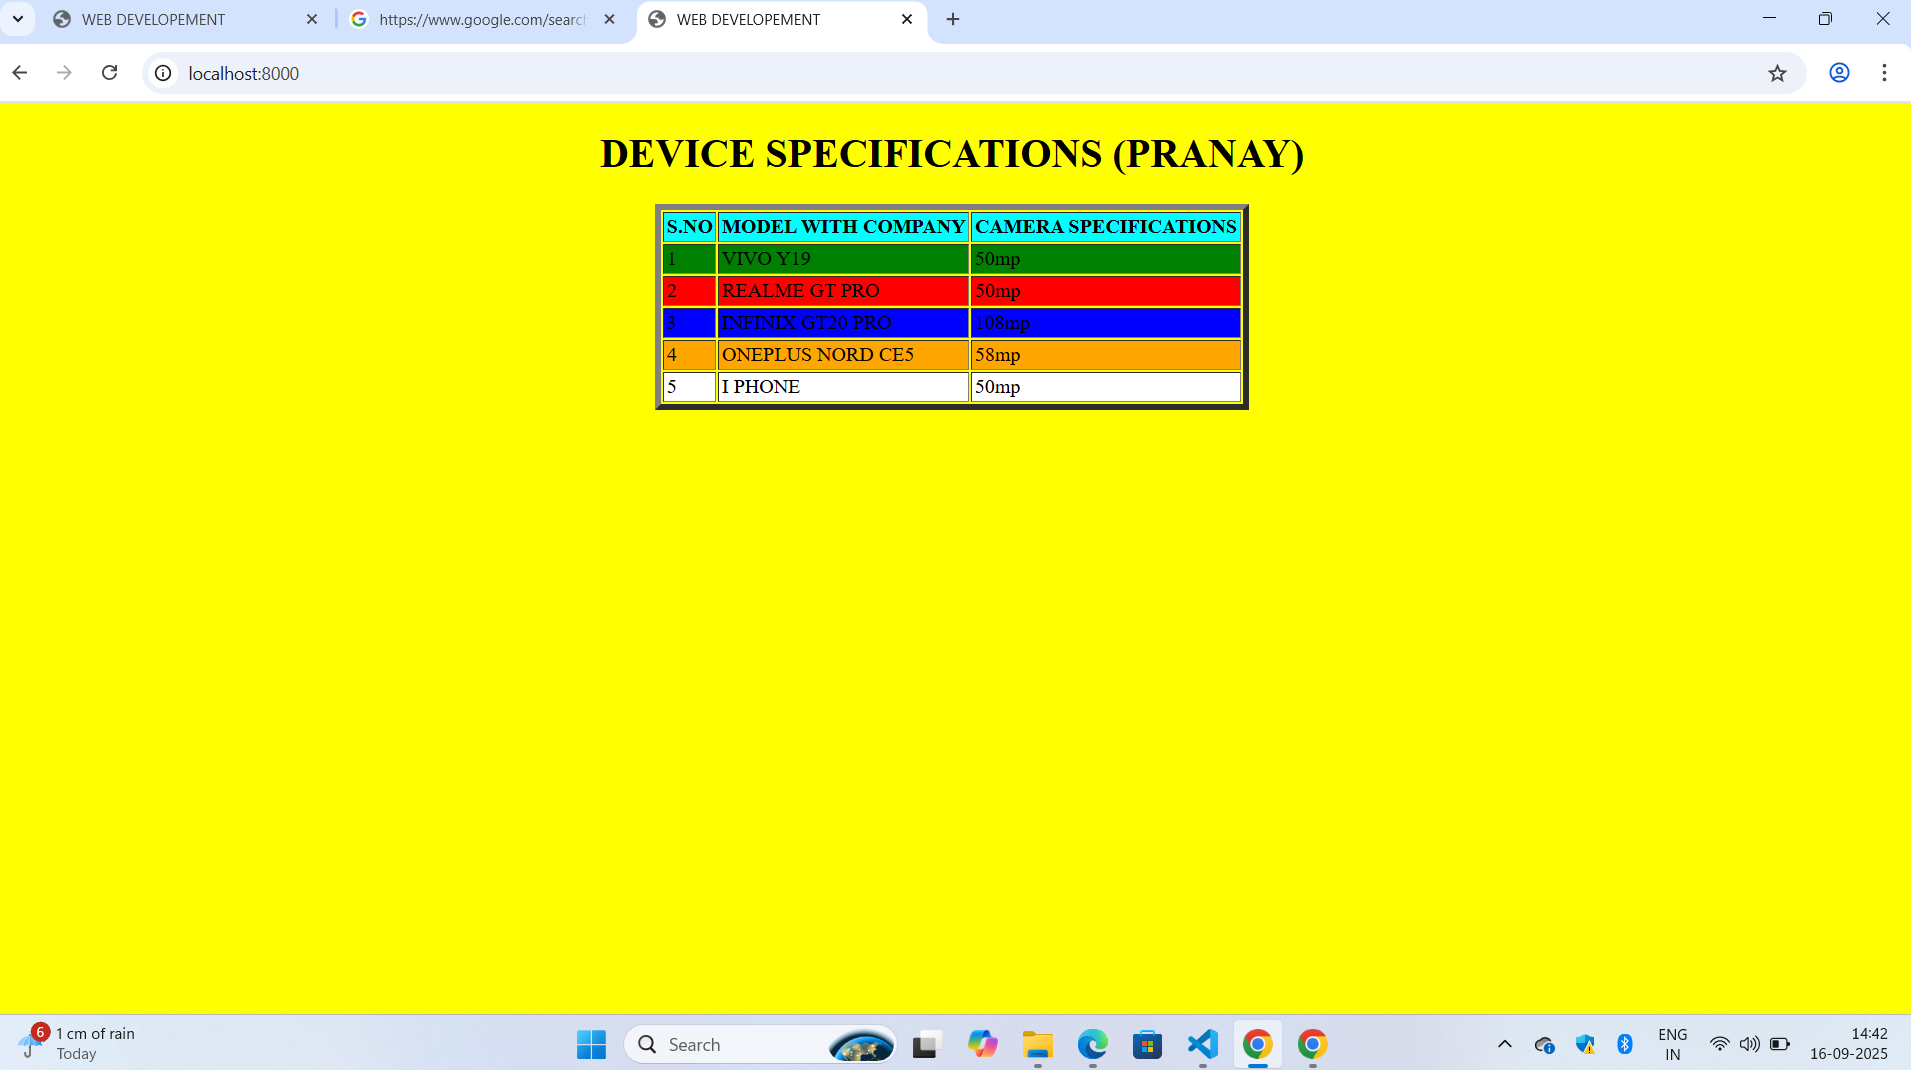 WEB DEVELOPEMENT
https://www.google.com/searc
WEB DEVELOPEMENT
localhost:8000
DEVICE SPECIFICATIONS (PRANAY)
S.NO MODEL WITH COMPANY CAMERA SPECIFICATIONS
1 VIVO Y19 50mp
2 REALME GT PRO 50mp
3 INFINIX GT20 PRO 108mp
4 ONEPLUS NORD CE5 58mp
5 I PHONE 50mp
6
1 cm of rain
Today
Search
ENG
IN
14:42
16-09-2025